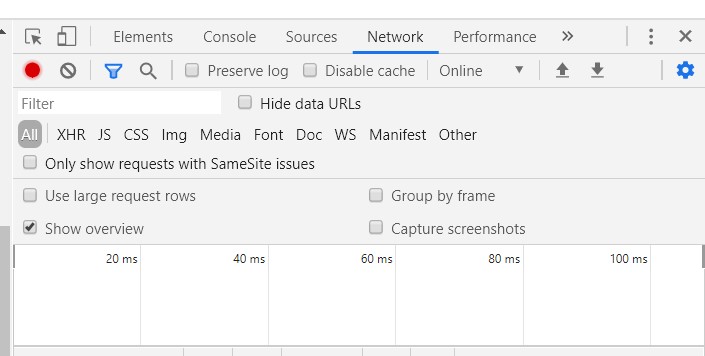 Elements Console Sources Network Performance »
Preserve log Disable cache Online
Filter Hide data URLs
All XHR JS CSS Img Media Font Doc WS Manifest Other
Only show requests with SameSite issues
Use large request rows Group by frame
Show overview Capture screenshots
20 ms 40 ms 60 ms 80 ms 100 ms